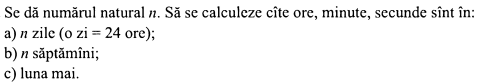 Se dă numărul natural n. Să se calculeze cîte ore, minute, secunde sînt în:
a) n zile (o zi = 24 ore);
b) n săptămîni;
c) luna mai.